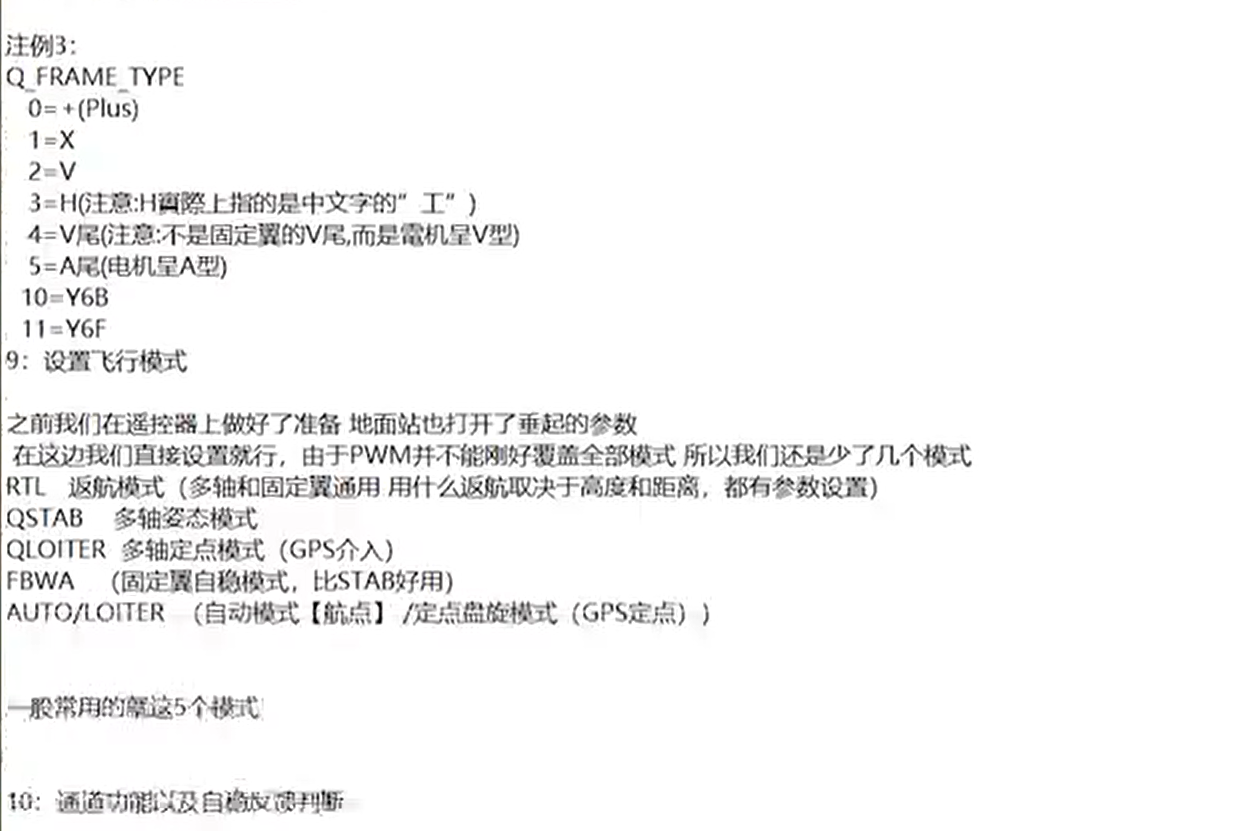 注例3：
Q_FRAME_TYPE
0= +(Plus)
1=X
2=V
3=H(注意:H實際上指的是中文字的”工”)
4=V尾(注意:不是固定翼的V尾,而是電机呈V型)
5=A尾(电机呈A型)
10=Y6B
11=Y6F
9：设置飞行模式
之前我们在遥控器上做好了准备 地面站也打开了垂起的参数
在这边我们直接设置就行，由于PWM并不能刚好覆盖全部模式 所以我们还是少了几个模式
RTL 返航模式（多轴和固定翼通用 用什么返航取决于高度和距离，都有参数设置）
QSTAB 多轴姿态模式
QLOITER 多轴定点模式（GPS介入）
FBWA （固定翼自稳模式，比STAB好用）
AUTO/LOITER （自动模式【航点】 /定点盘旋模式（GPS定点））
一般常用的就这5个模式
10：通道功能以及自稳反馈判断